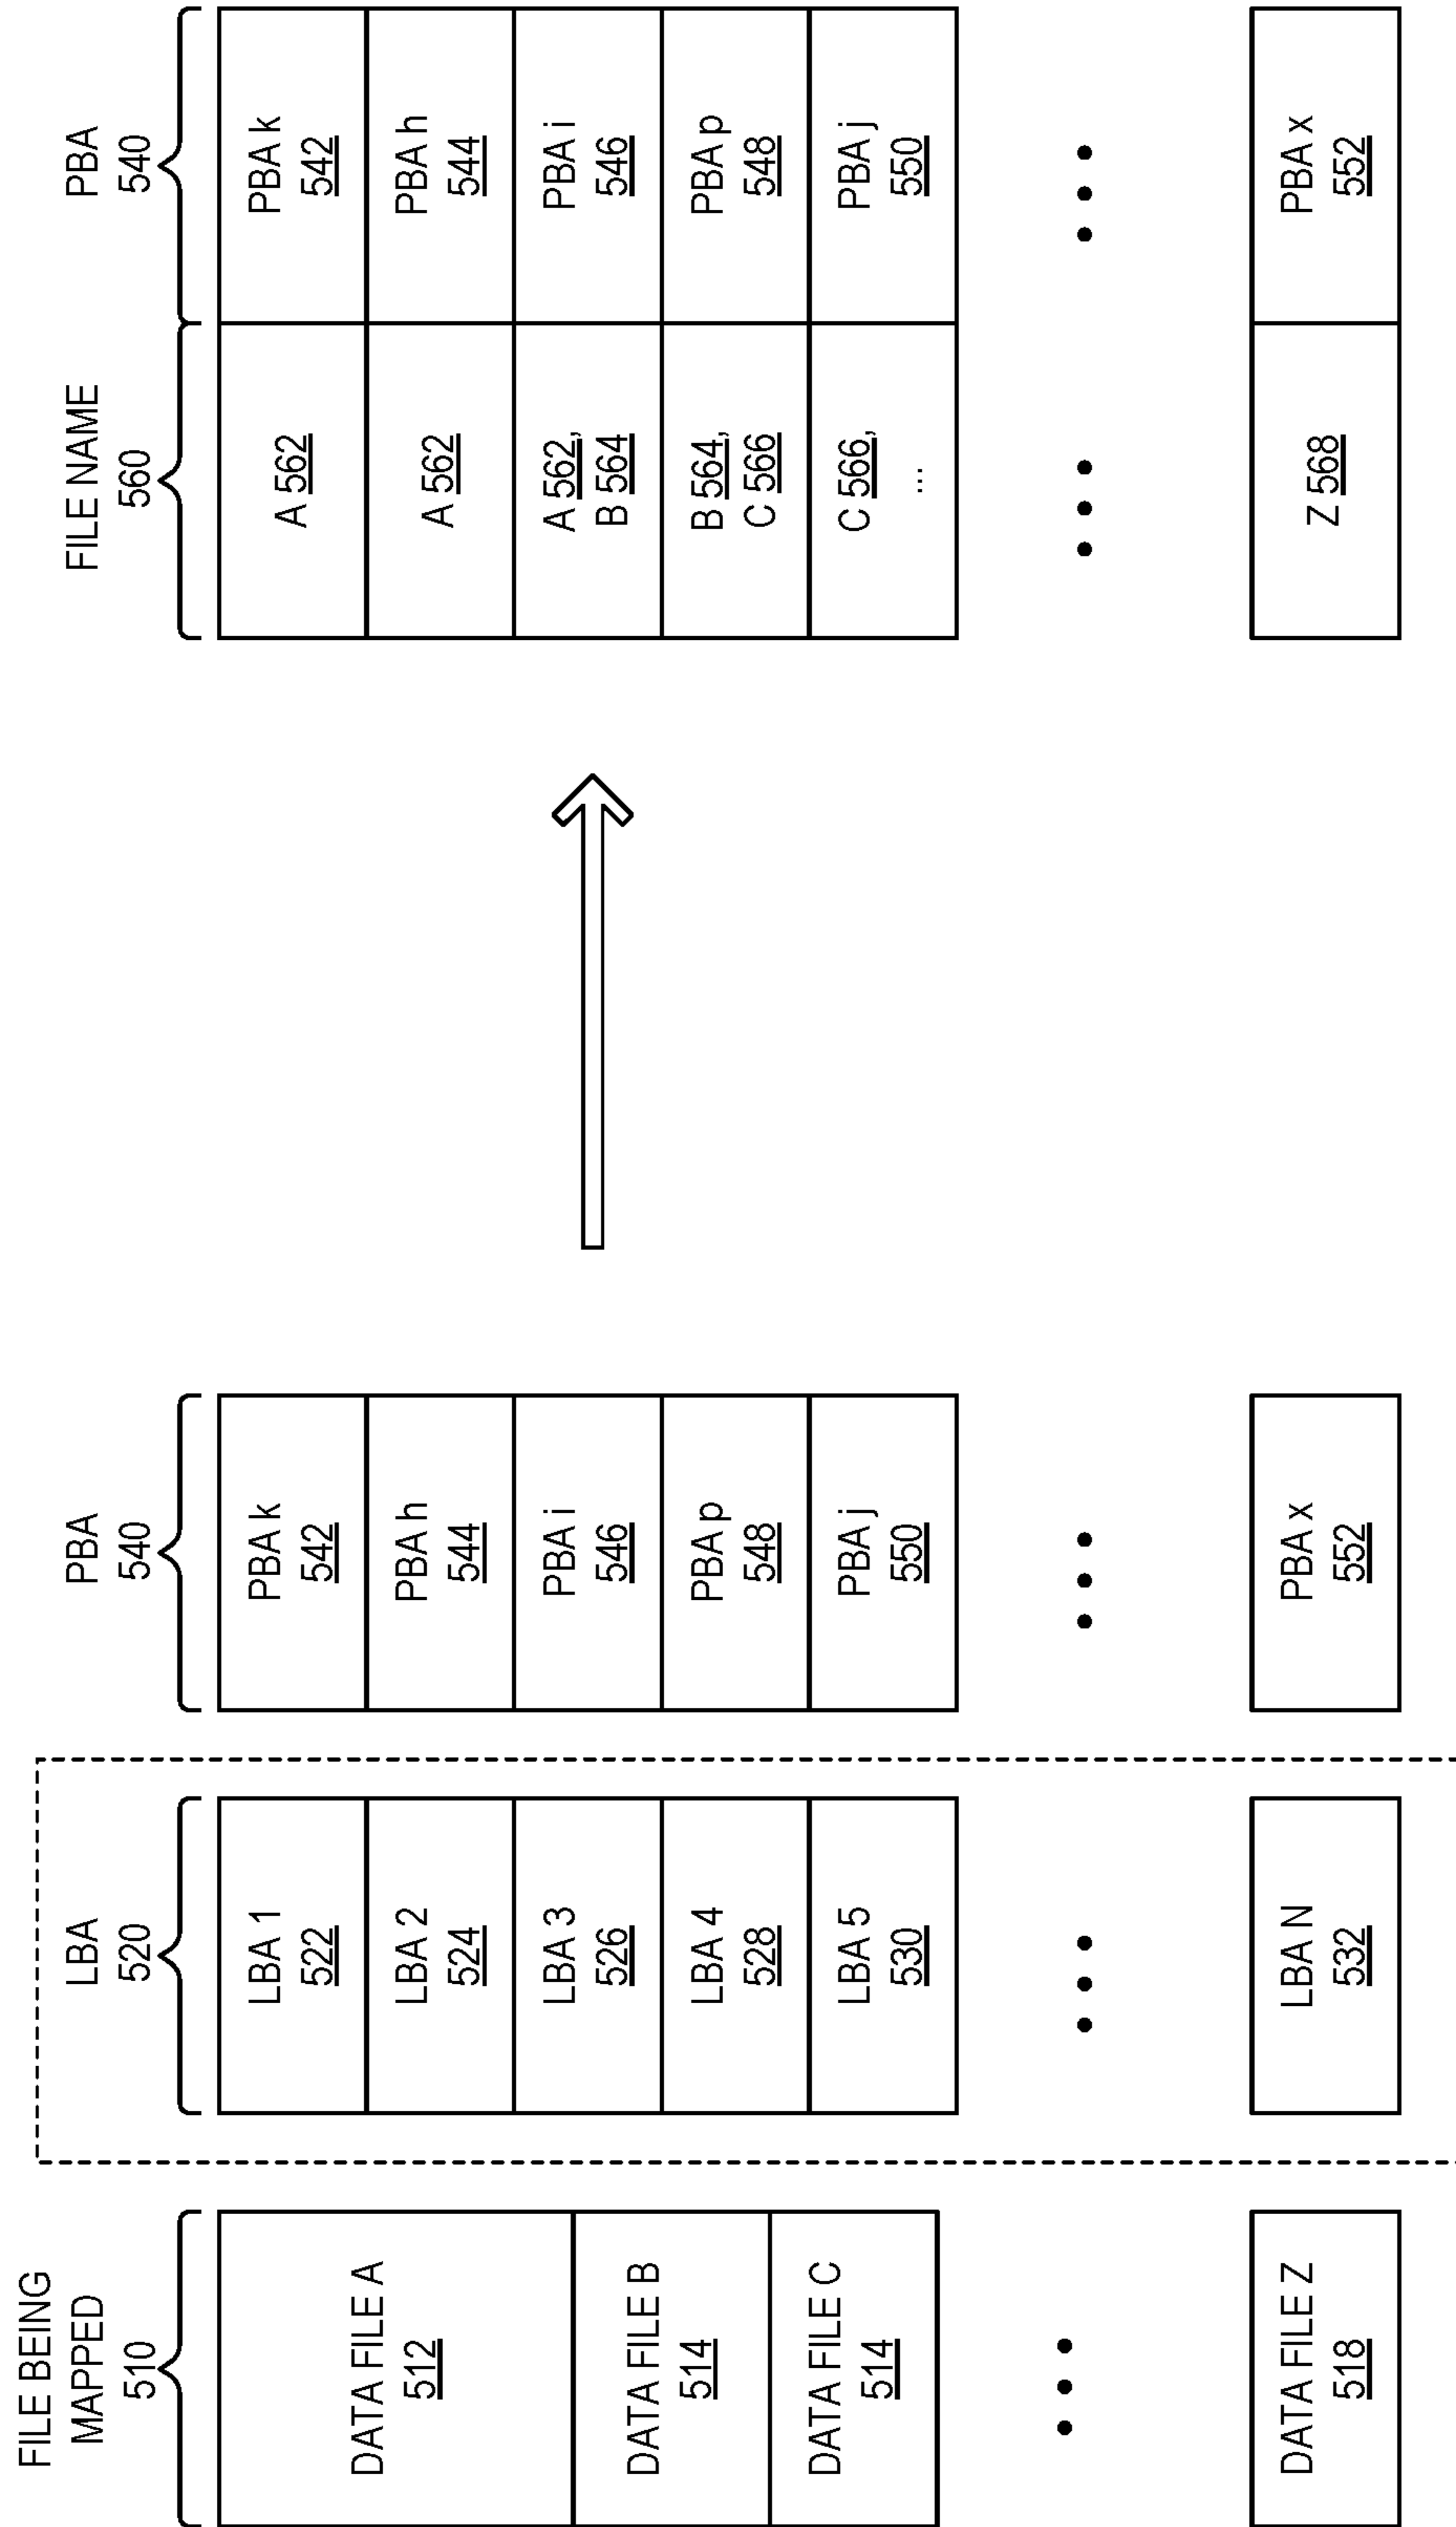 FILE BEING
MAPPED
510
DATA FILE A
512
DATA FILE B
514
DATA FILE C
514
DATA FILE Z
518
LBA
520
LBA 1
522
LBA 2
524
LBA 3
526
LBA 4
528
LBA 5
530
LBA N
532
PBA
540
PBA k
542
PBA h
544
PBA i
546
PBA p
548
PBA j
550
PBA x
552
FILE NAME
560
A 562
A 562
A 562,
B 564
B 564,
C 566
C 566,
...
Z 568
PBA
540
PBA k
542
PBA h
544
PBA i
546
PBA p
548
PBA j
550
PBA x
552